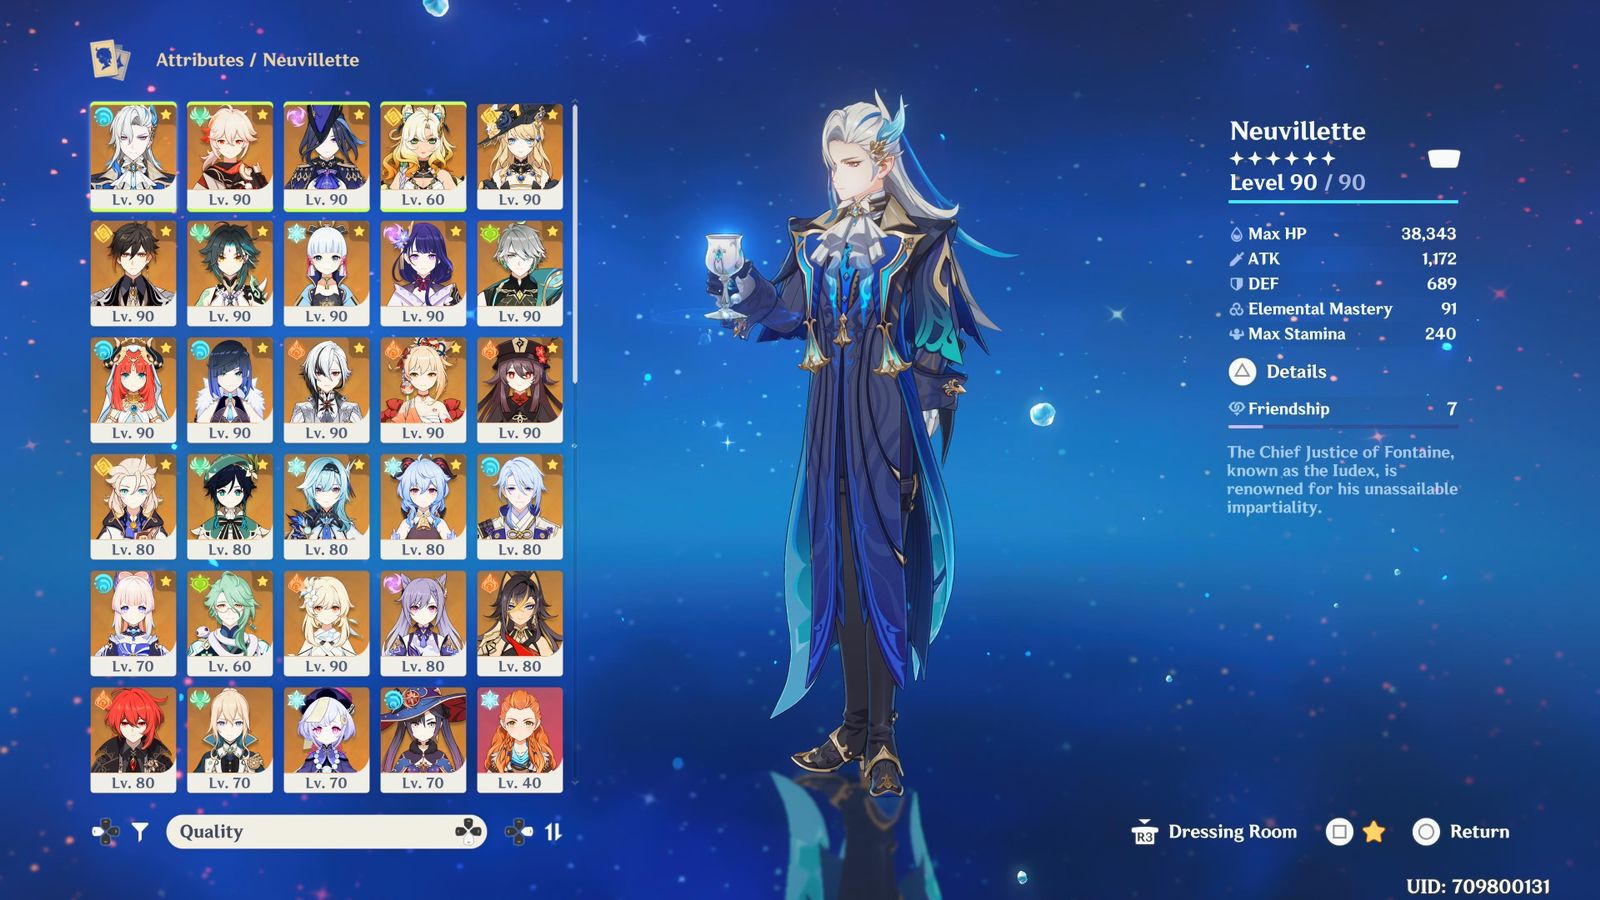 Attributes / Neuvillette
Lv. 90
Lv. 90
Lv. 90
Lv. 60
Lv. 90
Lv. 90
Lv. 90
Lv. 90
Lv. 90
Lv. 90
Lv. 90
Lv. 90
Lv. 90
Lv. 90
Lv. 90
Lv. 80
Lv. 80
Lv. 80
Lv. 80
Lv. 80
Lv. 70
Lv. 60
Lv. 90
Lv. 80
Lv. 80
Lv. 80
Lv. 70
Lv. 70
Lv. 70
Lv. 40
Quality
Neuvillette
Level 90 / 90
Max HP 38,343
ATK 1,172
DEF 689
Elemental Mastery 91
Max Stamina 240
Details
Friendship 7
The Chief Justice of Fontaine,
known as the Iudex, is
renowned for his unassailable
impartiality.
R3 Dressing Room
Return
UID: 709800131